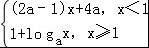 (2a-1)x+4a, x<1
1+log_a x, x⩾1